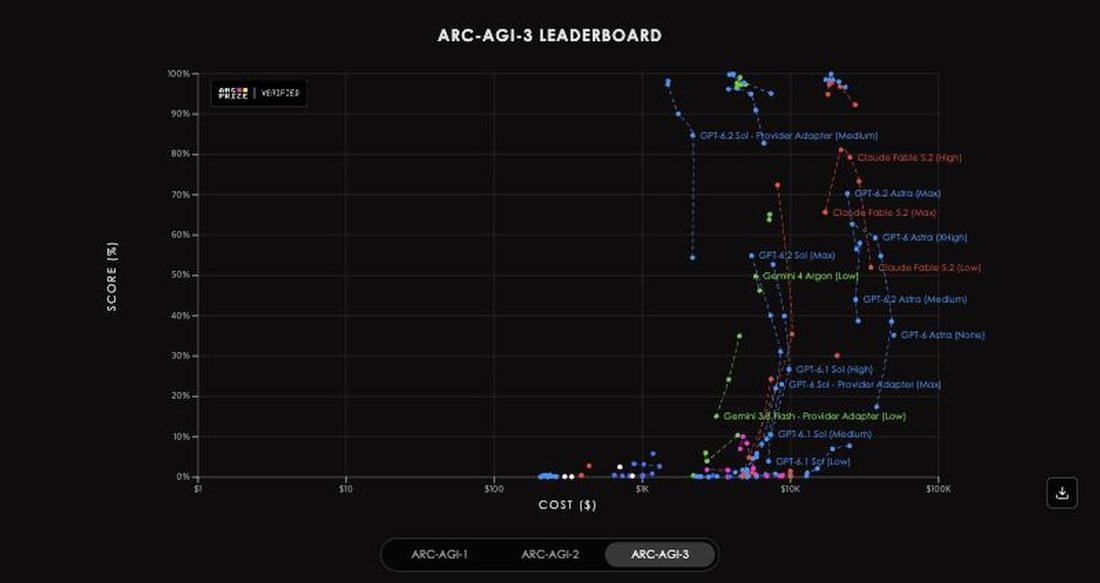 ARC-AGI-3 LEADERBOARD
100%
ARC PRIZE | VERIFIED
90%
GPT-6.2 Sol - Provider Adapter (Medium)
80%
Claude Fable 5.2 (High)
70%
GPT-6.2 Astra (Max)
Claude Fable 5.2 (Max)
60%
GPT-6 Astra (XHigh)
GPT-6.2 Sol (Max)
Claude Fable 5.2 (Low)
50%
Gemini 4 Argon (Low)
GPT-6.2 Astra (Medium)
40%
GPT-6 Astra (None)
30%
GPT-6.1 Sol (High)
GPT-6 Sol - Provider Adapter (Max)
20%
Gemini 3.8 Flash - Provider Adapter (Low)
10%
GPT-6.1 Sol (Medium)
GPT-6.1 Sol (Low)
0%
SCORE (%)
$1 $10 $100 $1K $10K $100K
COST ($)
ARC-AGI-1 ARC-AGI-2 ARC-AGI-3